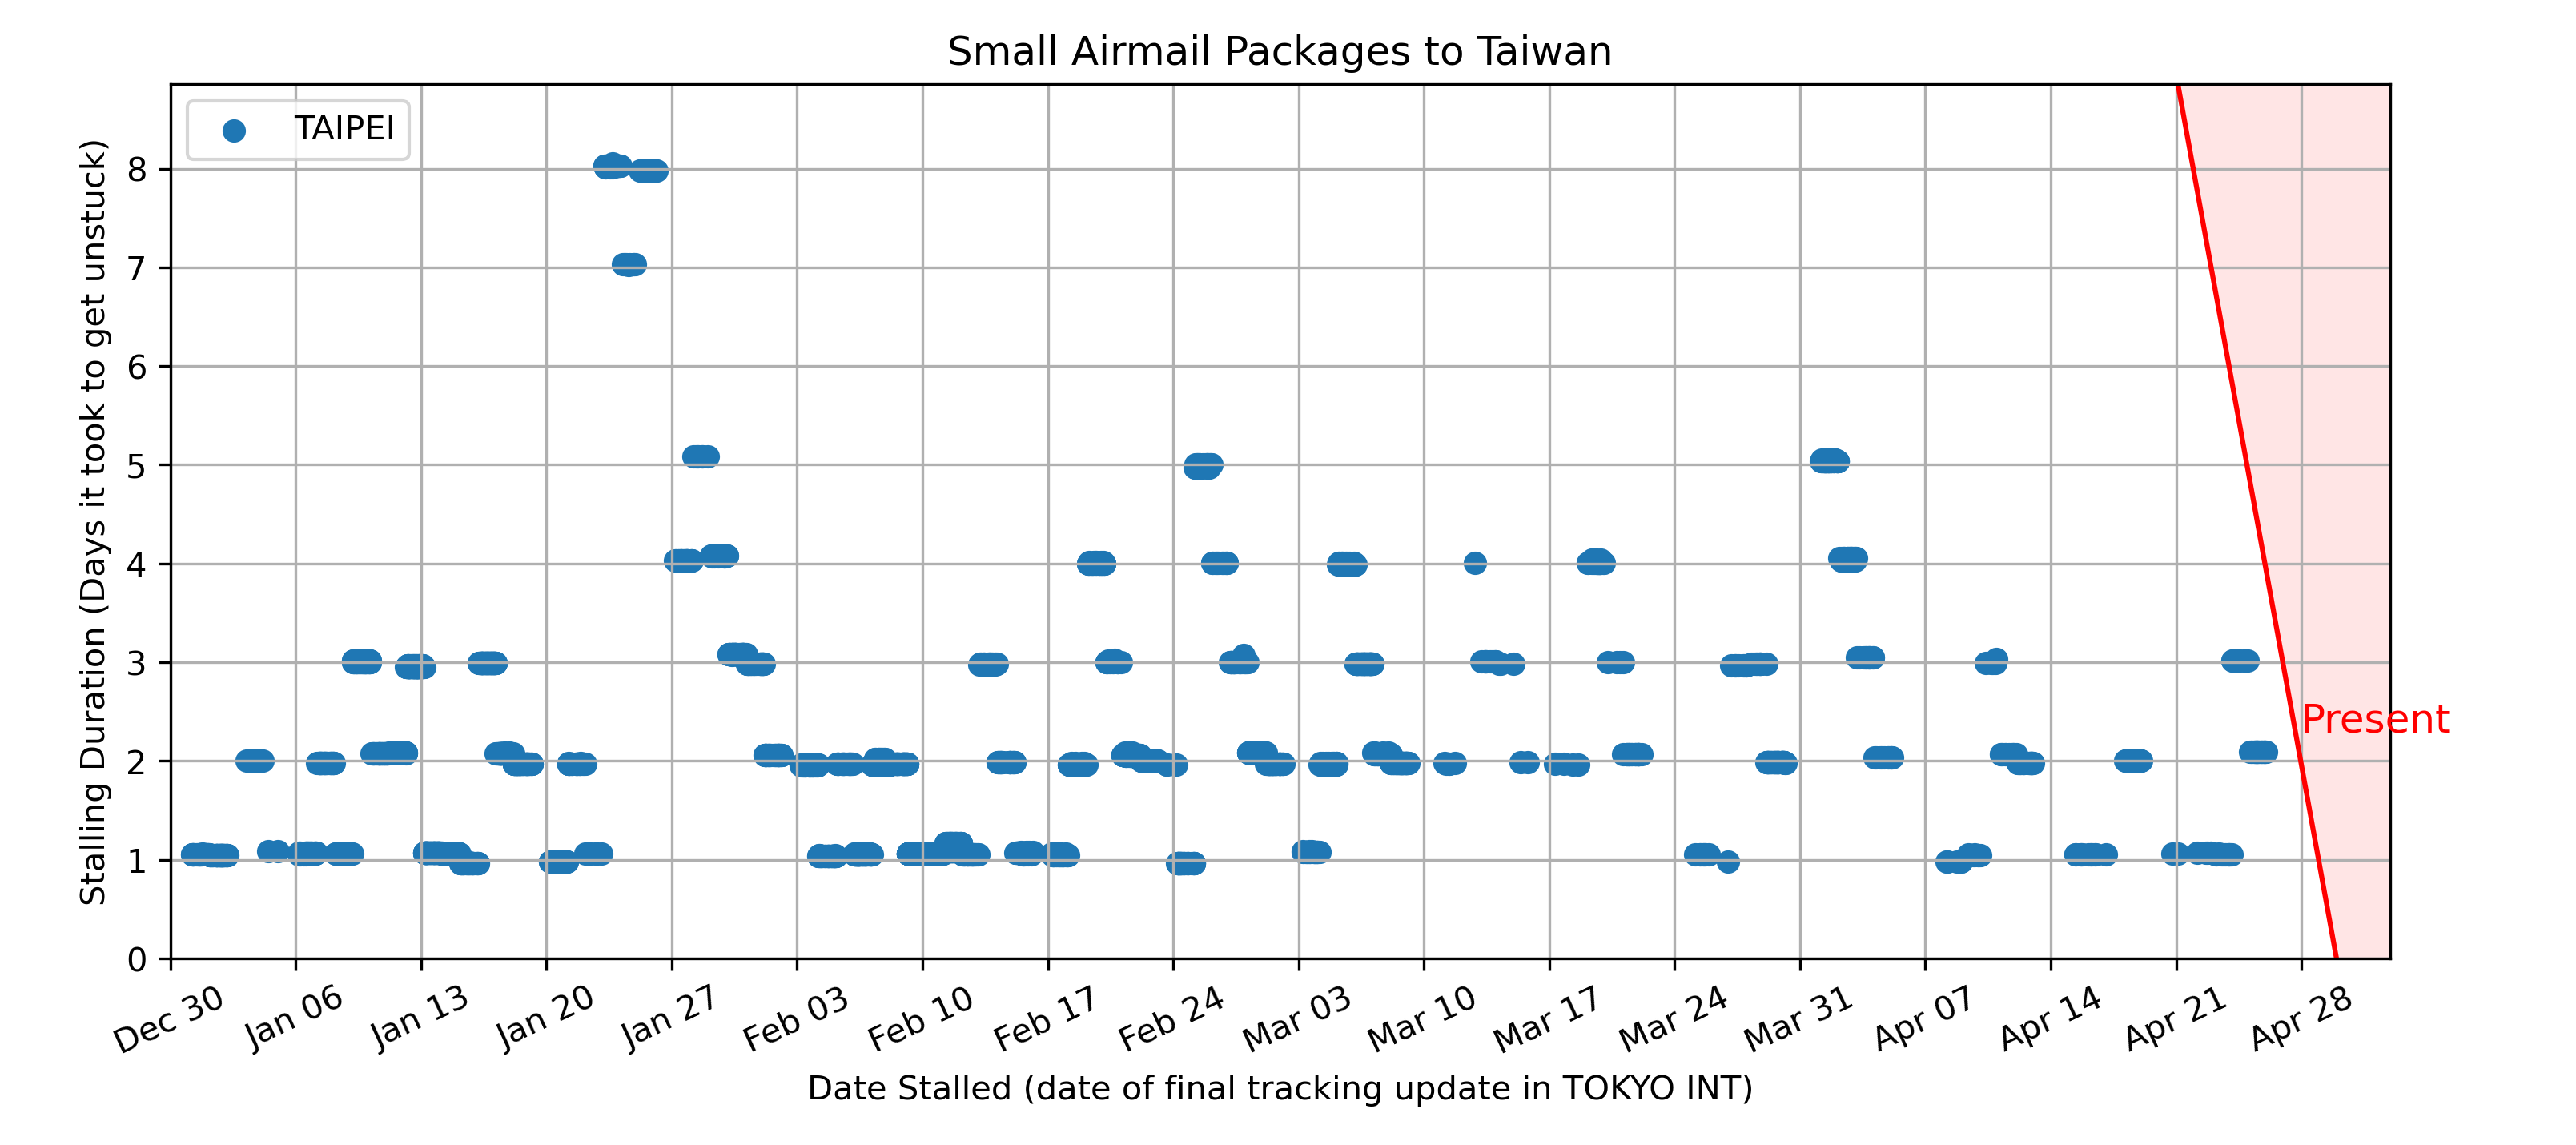 Small Airmail Packages to Taiwan
TAIPEI
Stalling Duration (Days it took to get unstuck)
8
7
6
5
4
3
2
1
0
Present
Dec 30
Jan 06
Jan 13
Jan 20
Jan 27
Feb 03
Feb 10
Feb 17
Feb 24
Mar 03
Mar 10
Mar 17
Mar 24
Mar 31
Apr 07
Apr 14
Apr 21
Apr 28
Date Stalled (date of final tracking update in TOKYO INT)